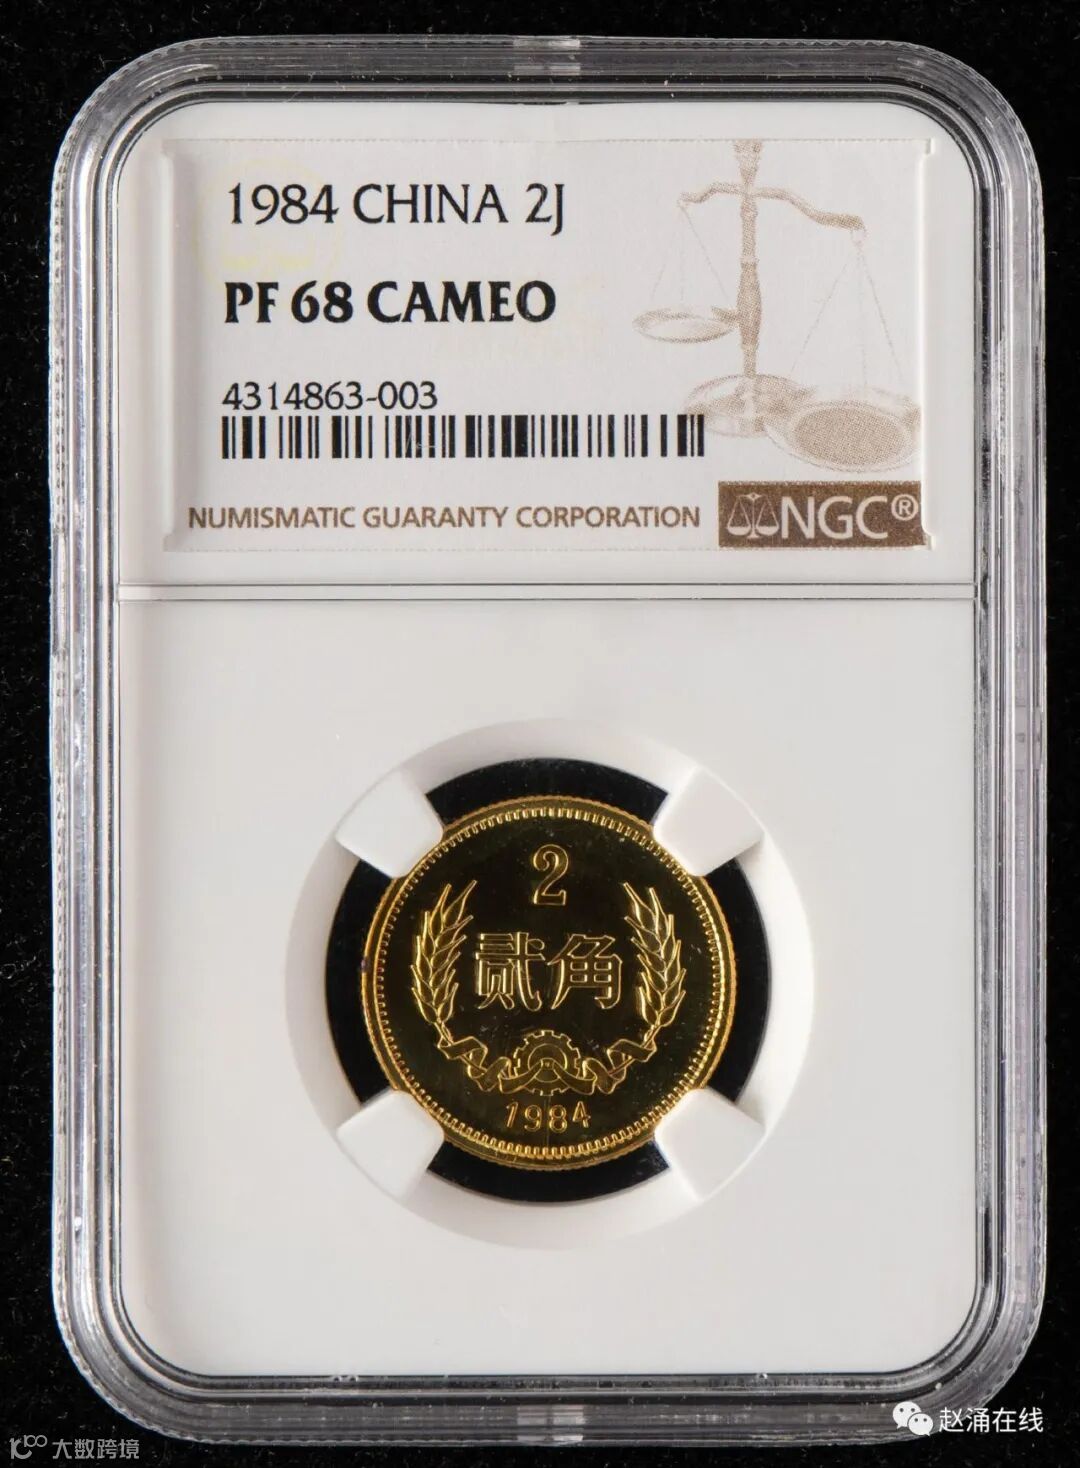 1984 CHINA 2J
PF 68 CAMEO
4314863-003
NUMISMATIC GUARANTY CORPORATION
NGC®
2
贰角
1984
赵涌在线
大数跨境